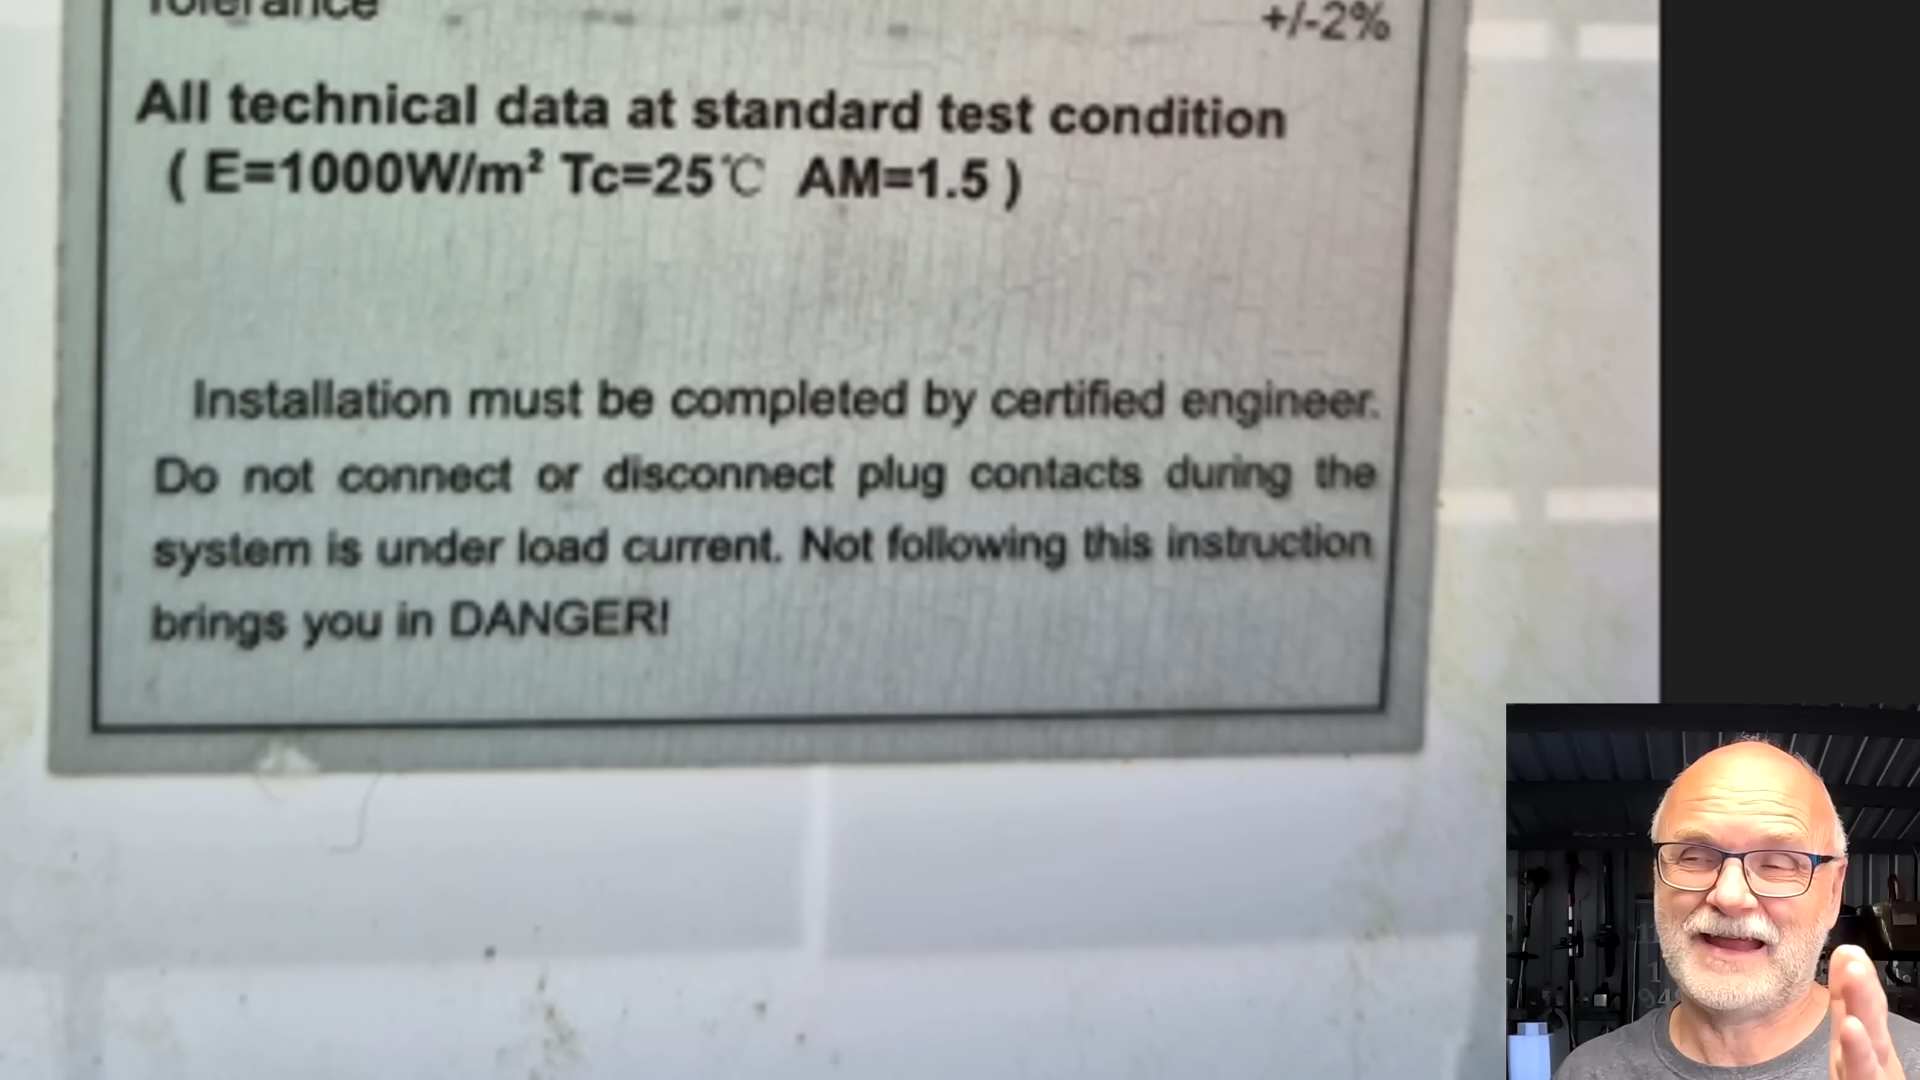 Tolerance +/-2%
All technical data at standard test condition
( E=1000W/m² Tc=25℃ AM=1.5 )
Installation must be completed by certified engineer.
Do not connect or disconnect plug contacts during the
system is under load current. Not following this instruction
brings you in DANGER!